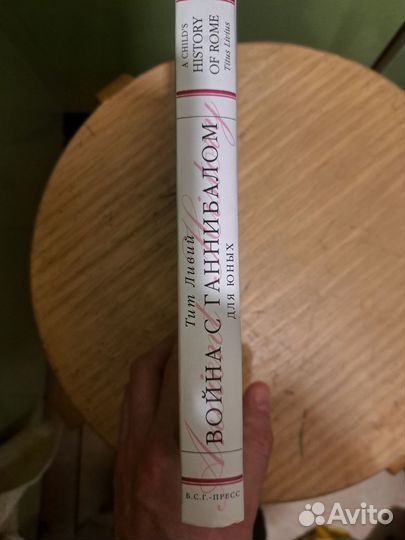 A CHILD'S
HISTORY
OF ROME
Titus Livius
Тит Ливий
ВОЙНА С ГАННИБАЛОМ
ДЛЯ ЮНЫХ
Б.С.Г.-ПРЕСС
Avito